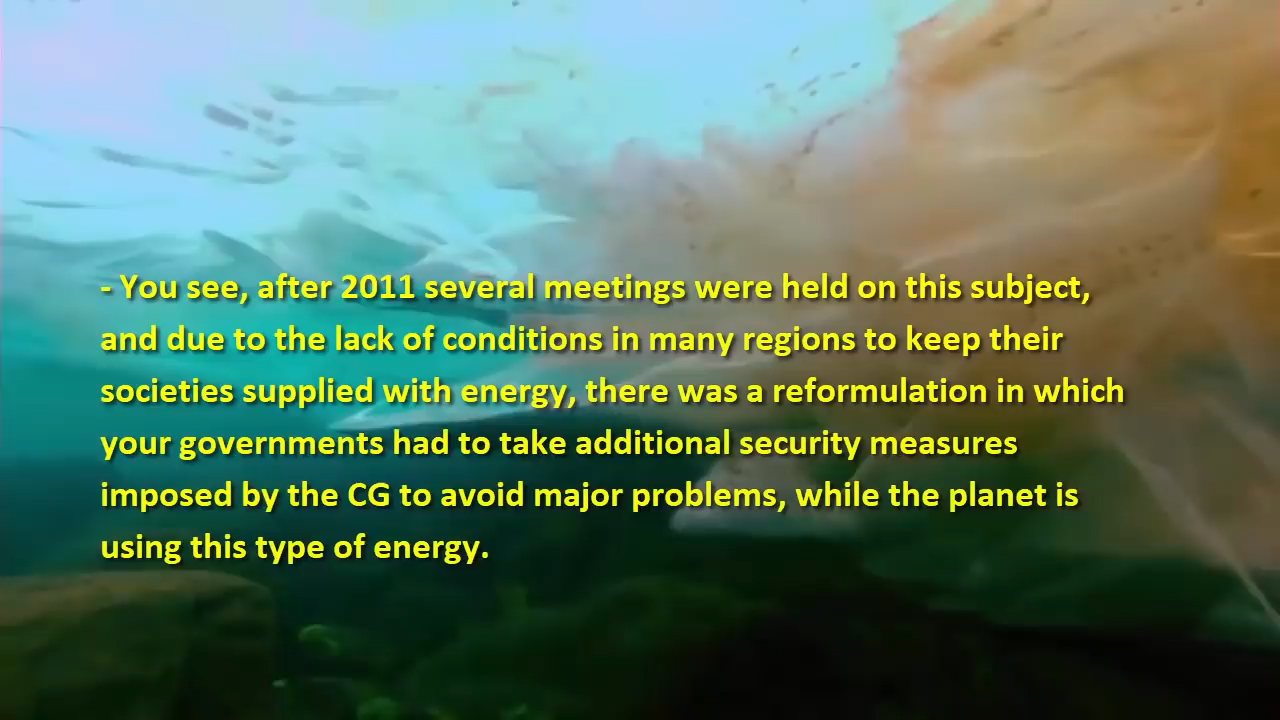 - You see, after 2011 several meetings were held on this subject,
and due to the lack of conditions in many regions to keep their
societies supplied with energy, there was a reformulation in which
your governments had to take additional security measures
imposed by the CG to avoid major problems, while the planet is
using this type of energy.